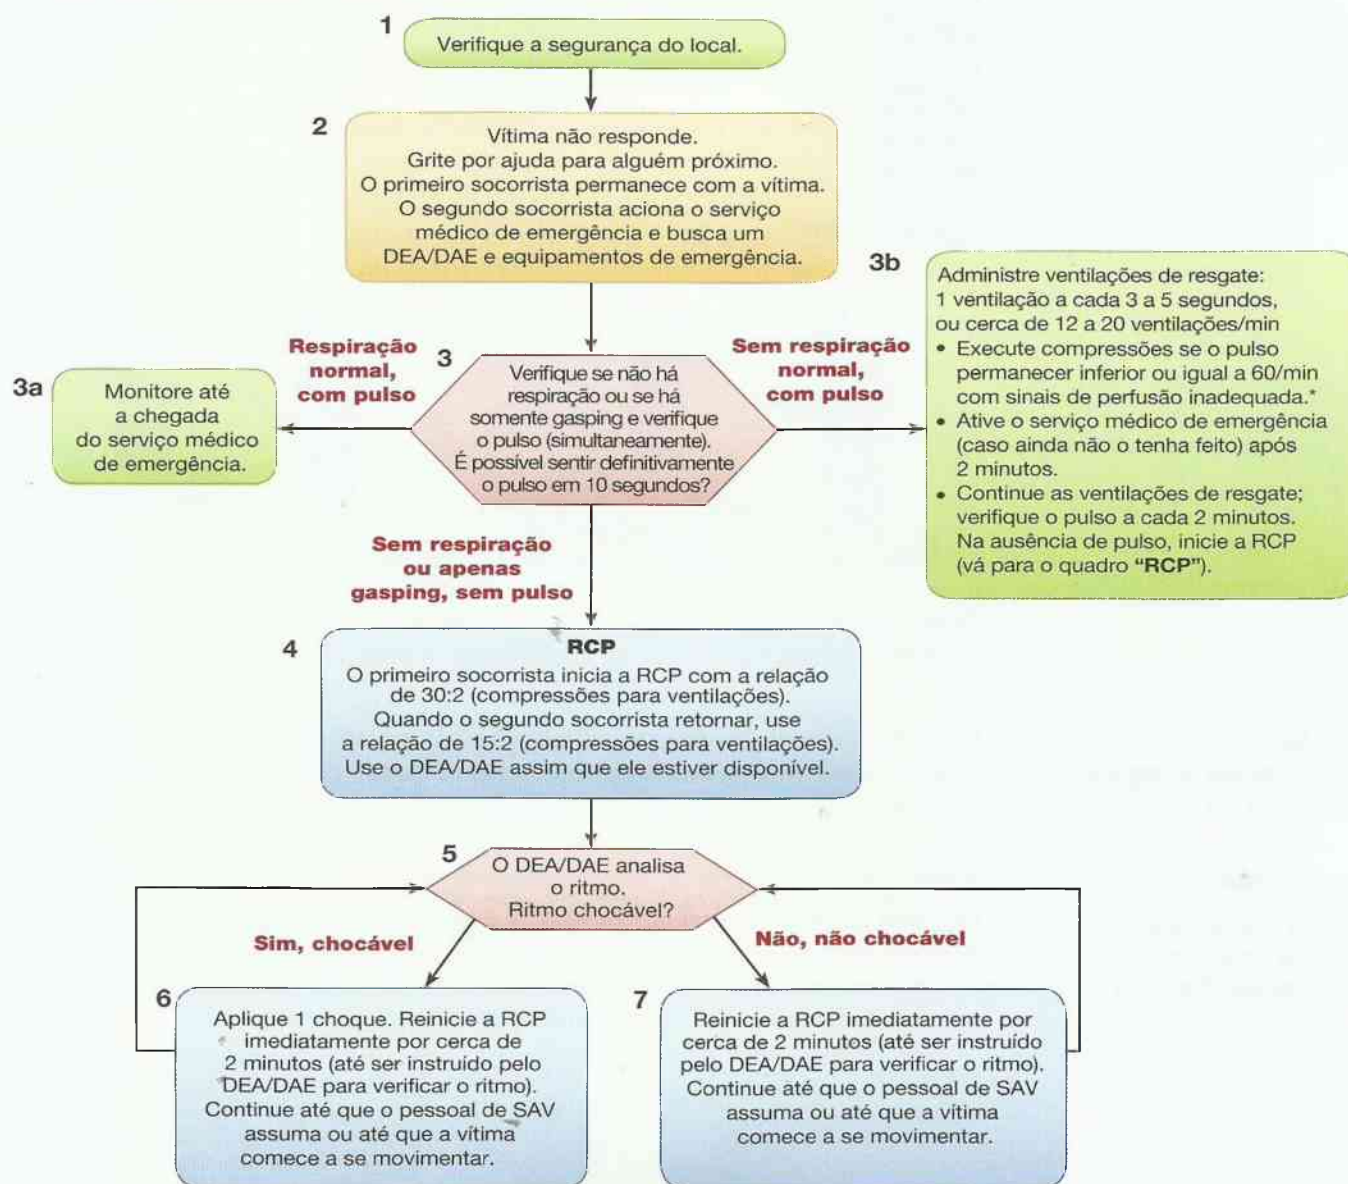 1
Verifique a segurança do local.
2
Vítima não responde.
Grite por ajuda para alguém próximo.
O primeiro socorrista permanece com a vítima.
O segundo socorrista aciona o serviço
médico de emergência e busca um
DEA/DAE e equipamentos de emergência.
3
Verifique se não há
respiração ou se há
somente gasping e verifique
o pulso (simultaneamente).
É possível sentir definitivamente
o pulso em 10 segundos?
Respiração
normal,
com pulso
3a
Monitore até
a chegada
do serviço médico
de emergência.
Sem respiração
normal,
com pulso
3b
Administre ventilações de resgate:
1 ventilação a cada 3 a 5 segundos,
ou cerca de 12 a 20 ventilações/min
• Execute compressões se o pulso
permanecer inferior ou igual a 60/min
com sinais de perfusão inadequada.*
• Ative o serviço médico de emergência
(caso ainda não o tenha feito) após
2 minutos.
• Continue as ventilações de resgate;
verifique o pulso a cada 2 minutos.
Na ausência de pulso, inicie a RCP
(vá para o quadro “RCP”).
Sem respiração
ou apenas
gasping, sem pulso
4
RCP
O primeiro socorrista inicia a RCP com a relação
de 30:2 (compressões para ventilações).
Quando o segundo socorrista retornar, use
a relação de 15:2 (compressões para ventilações).
Use o DEA/DAE assim que ele estiver disponível.
5
O DEA/DAE analisa
o ritmo.
Ritmo chocável?
Sim, chocável
Não, não chocável
6
Aplique 1 choque. Reinicie a RCP
imediatamente por cerca de
2 minutos (até ser instruído pelo
DEA/DAE para verificar o ritmo).
Continue até que o pessoal de SAV
assuma ou até que a vítima
comece a se movimentar.
7
Reinicie a RCP imediatamente por
cerca de 2 minutos (até ser instruído
pelo DEA/DAE para verificar o ritmo).
Continue até que o pessoal de SAV
assuma ou até que a vítima
comece a se movimentar.